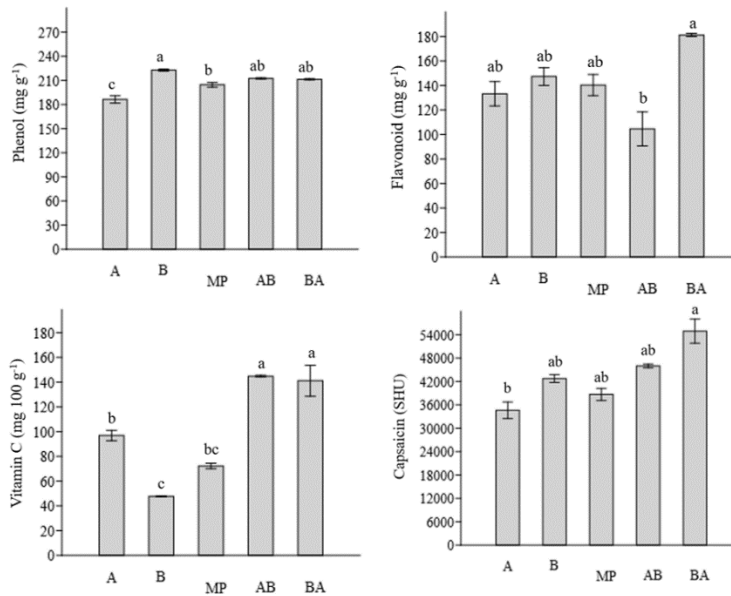 Phenol (mg g⁻¹)
270
240
210
180
150
120
90
60
30
0
c
a
b
ab
ab
A
B
MP
AB
BA
Flavonoid (mg g⁻¹)
180
160
140
120
100
80
60
40
20
0
ab
ab
ab
b
a
A
B
MP
AB
BA
Vitamin C (mg 100 g⁻¹)
180
160
140
120
100
80
60
40
20
0
b
c
bc
a
a
A
B
MP
AB
BA
Capsaicin (SHU)
54000
48000
42000
36000
30000
24000
18000
12000
6000
0
b
ab
ab
ab
a
A
B
MP
AB
BA